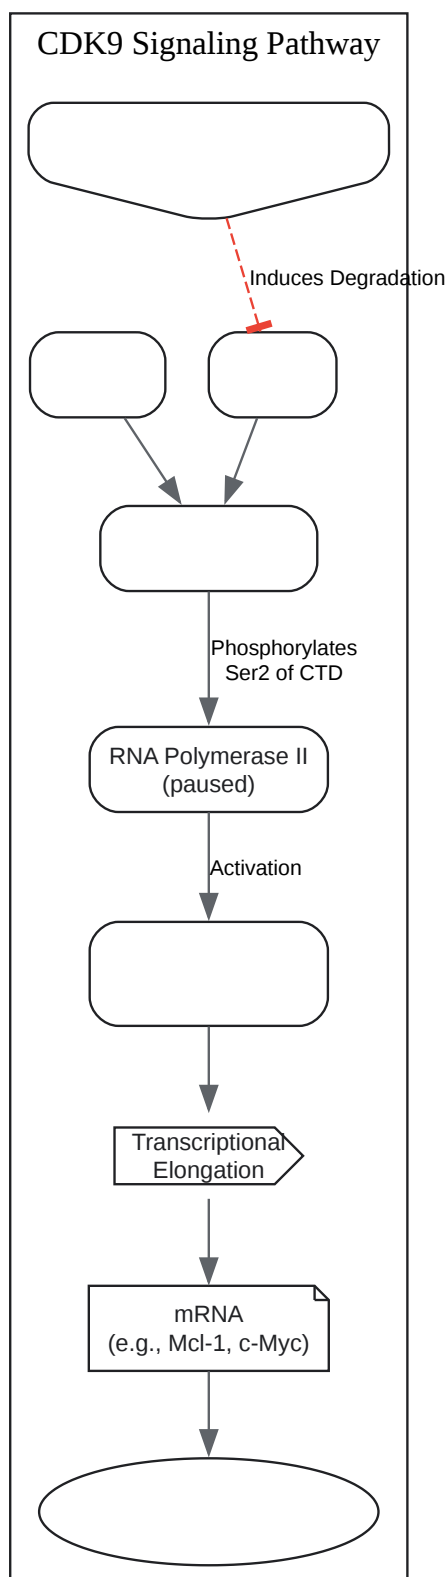 CDK9 Signaling Pathway
Induces Degradation
Phosphorylates
Ser2 of CTD
RNA Polymerase II
(paused)
Activation
Transcriptional
Elongation
mRNA
(e.g., Mcl-1, c-Myc)